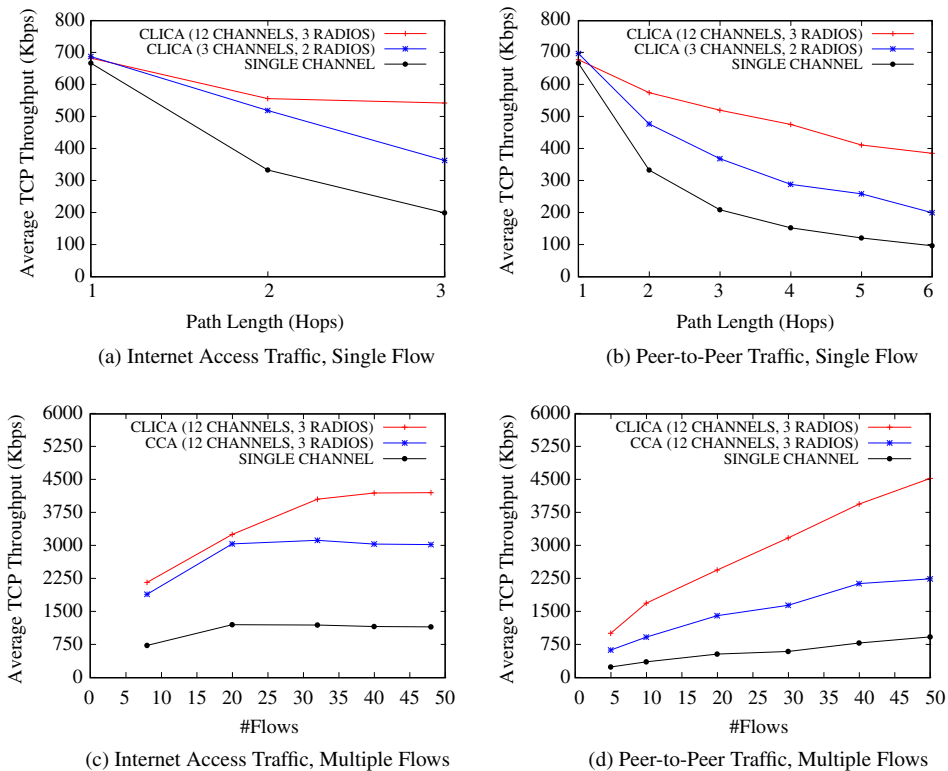 CLICA (12 CHANNELS, 3 RADIOS)
CLICA (3 CHANNELS, 2 RADIOS)
SINGLE CHANNEL
800
700
600
500
400
300
200
100
0
Average TCP Throughput (Kbps)
1 2 3
Path Length (Hops)
(a) Internet Access Traffic, Single Flow
CLICA (12 CHANNELS, 3 RADIOS)
CLICA (3 CHANNELS, 2 RADIOS)
SINGLE CHANNEL
800
700
600
500
400
300
200
100
0
Average TCP Throughput (Kbps)
1 2 3 4 5 6
Path Length (Hops)
(b) Peer-to-Peer Traffic, Single Flow
CLICA (12 CHANNELS, 3 RADIOS)
CCA (12 CHANNELS, 3 RADIOS)
SINGLE CHANNEL
6000
5250
4500
3750
3000
2250
1500
750
0
Average TCP Throughput (Kbps)
0 5 10 15 20 25 30 35 40 45 50
#Flows
(c) Internet Access Traffic, Multiple Flows
CLICA (12 CHANNELS, 3 RADIOS)
CCA (12 CHANNELS, 3 RADIOS)
SINGLE CHANNEL
6000
5250
4500
3750
3000
2250
1500
750
0
Average TCP Throughput (Kbps)
0 5 10 15 20 25 30 35 40 45 50
#Flows
(d) Peer-to-Peer Traffic, Multiple Flows